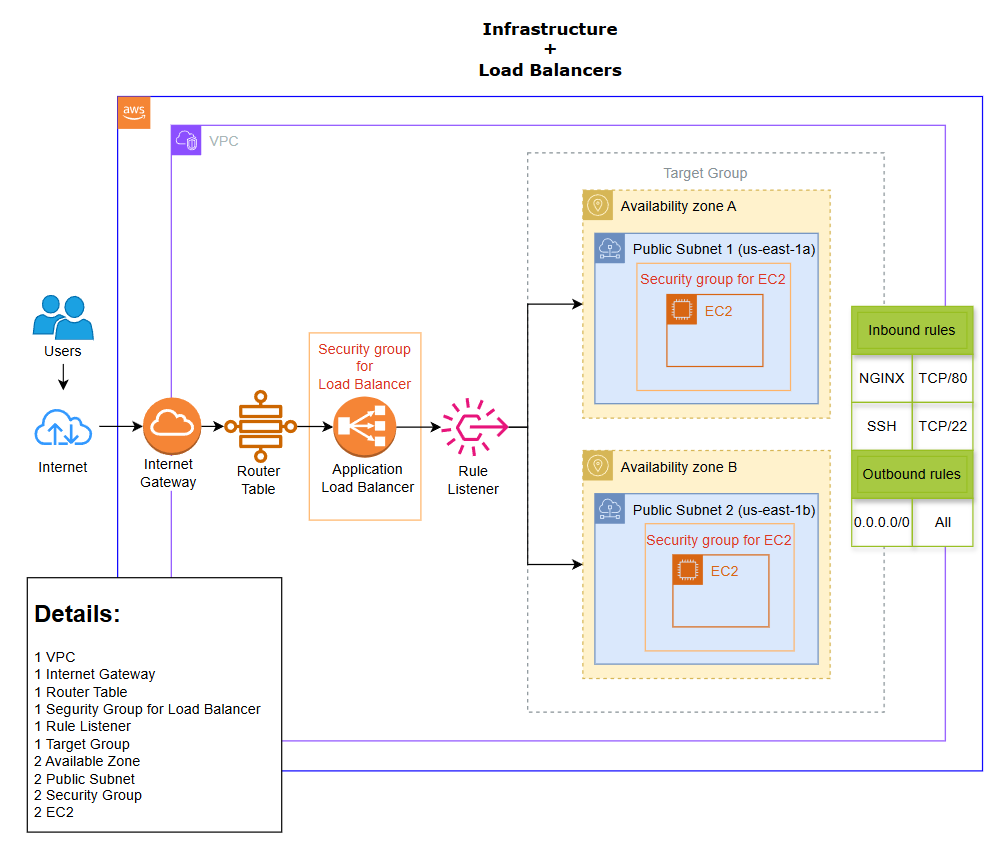 Infrastructure
+
Load Balancers
aws
VPC
Target Group
Availability zone A
Public Subnet 1 (us-east-1a)
Security group for EC2
EC2
Users
Internet
Internet
Gateway
Router
Table
Security group
for
Load Balancer
Application
Load Balancer
Rule
Listener
Availability zone B
Public Subnet 2 (us-east-1b)
Security group for EC2
EC2
Inbound rules
NGINX TCP/80
SSH TCP/22
Outbound rules
0.0.0.0/0 All
Details:
1 VPC
1 Internet Gateway
1 Router Table
1 Segurity Group for Load Balancer
1 Rule Listener
1 Target Group
2 Available Zone
2 Public Subnet
2 Security Group
2 EC2